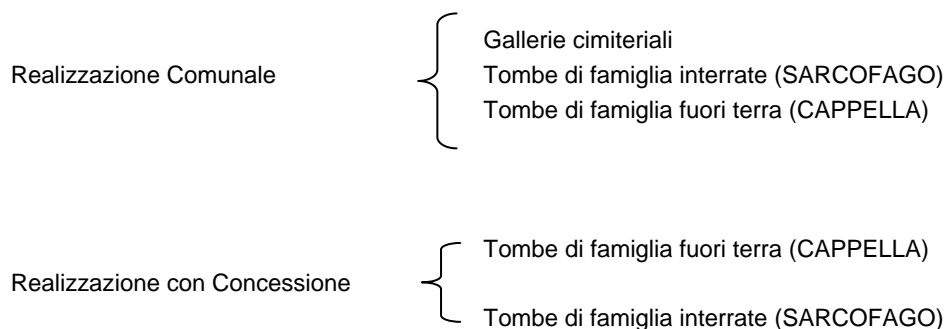 Gallerie cimiteriali
Realizzazione Comunale
Tombe di famiglia interrate (SARCOFAGO)
Tombe di famiglia fuori terra (CAPPELLA)
Tombe di famiglia fuori terra (CAPPELLA)
Realizzazione con Concessione
Tombe di famiglia interrate (SARCOFAGO)